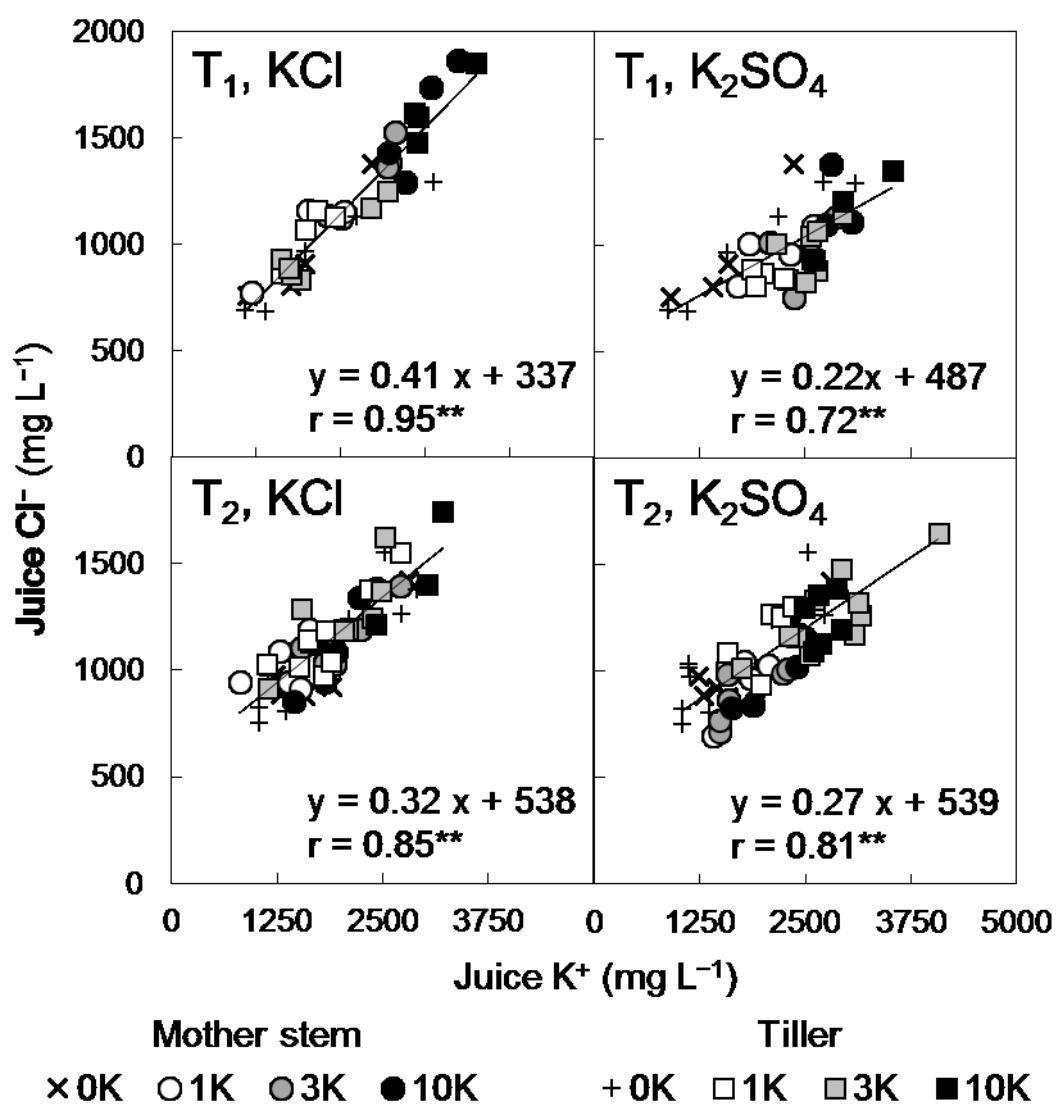 2000
T₁, KCl
T₁, K₂SO₄
1500
1000
500
y = 0.41 x + 337
r = 0.95**
y = 0.22x + 487
r = 0.72**
0
T₂, KCl
T₂, K₂SO₄
1500
1000
500
y = 0.32 x + 538
r = 0.85**
y = 0.27 x + 539
r = 0.81**
0
Juice Cl⁻ (mg L⁻¹)
0 1250 2500 3750 0 1250 2500 3750 5000
Juice K⁺ (mg L⁻¹)
Mother stem
0K 1K 3K 10K
Tiller
0K 1K 3K 10K